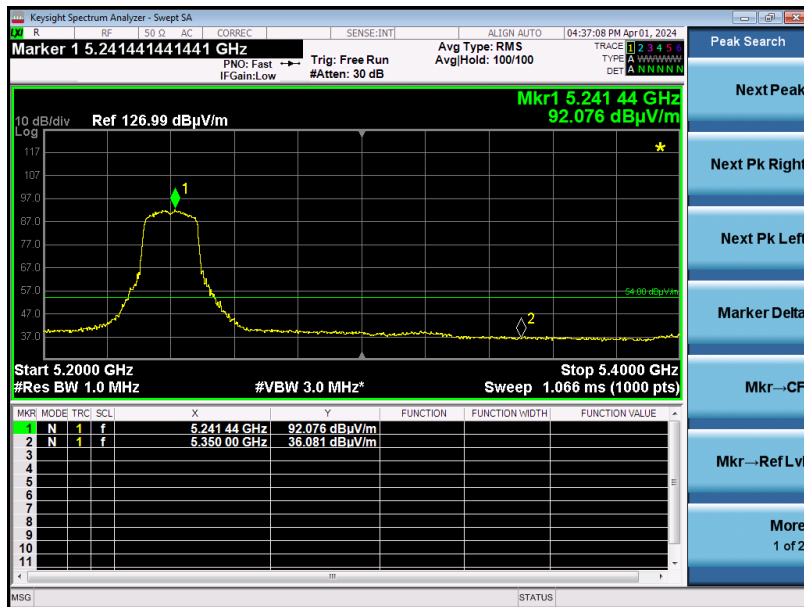 Keysight Spectrum Analyzer - Swept SA
LXI R RF 50 Ω AC CORREC SENSE:INT ALIGN AUTO 04:37:08 PM Apr 01, 2024
Marker 1 5.241441441441 GHz
PNO: Fast
IFGain:Low
Trig: Free Run
#Atten: 30 dB
Avg Type: RMS
Avg|Hold: 100/100
TRACE 1 2 3 4 5 6
TYPE A WWWWW
DET A N N N N N
Peak Search
Mkr1 5.241 44 GHz
92.076 dBµV/m
10 dB/div
Log
Ref 126.99 dBµV/m
117
107
97.0
87.0
77.0
67.0
57.0
47.0
37.0
1
2
54.00 dBµV/m
Start 5.2000 GHz
Stop 5.4000 GHz
#Res BW 1.0 MHz
#VBW 3.0 MHz*
Sweep 1.066 ms (1000 pts)
MKR MODE TRC SCL X Y FUNCTION FUNCTION WIDTH FUNCTION VALUE
1 N 1 f 5.241 44 GHz 92.076 dBµV/m
2 N 1 f 5.350 00 GHz 36.081 dBµV/m
3
4
5
6
7
8
9
10
11
MSG
STATUS
Next Peak
Next Pk Right
Next Pk Left
Marker Delta
Mkr→CF
Mkr→Ref Lvl
More
1 of 2